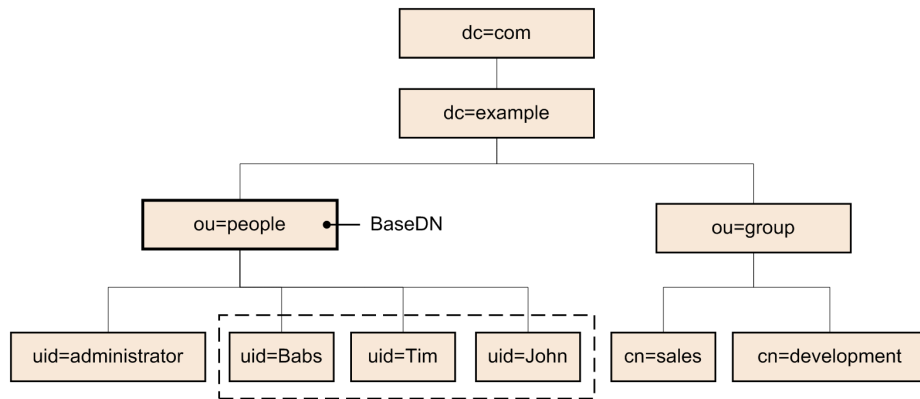 dc=com
dc=example
ou=people
BaseDN
ou=group
uid=administrator
uid=Babs
uid=Tim
uid=John
cn=sales
cn=development